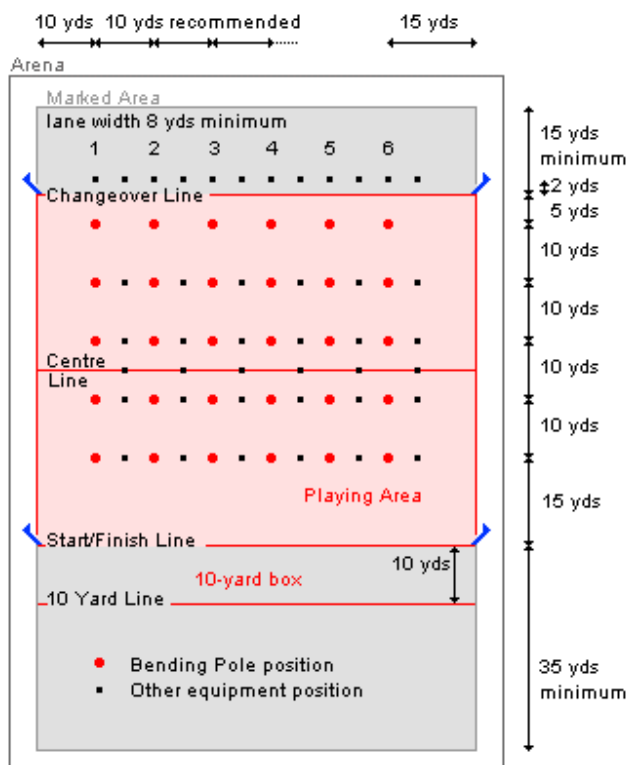 10 yds 10 yds recommended 15 yds
Arena
Marked Area
lane width 8 yds minimum
15 yds
minimum
1 2 3 4 5 6
2 yds
Changeover Line
5 yds
10 yds
10 yds
Centre
Line
10 yds
10 yds
Playing Area
15 yds
Start/Finish Line
10 yds
10-yard box
10 Yard Line
Bending Pole position
Other equipment position
35 yds
minimum